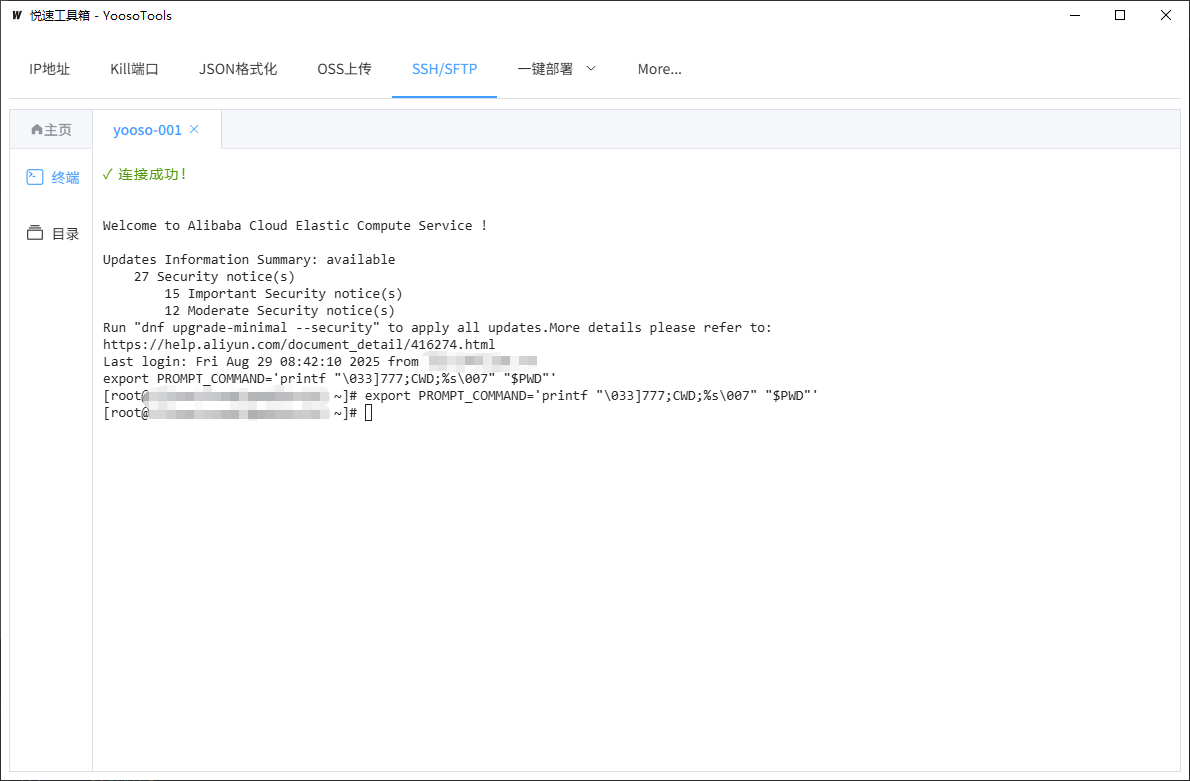 W 悦速工具箱 - YoosoTools
IP地址 Kill端口 JSON格式化 OSS上传 SSH/SFTP 一键部署 More...
主页 yooso-001
终端
目录
✓ 连接成功!
Welcome to Alibaba Cloud Elastic Compute Service !
Updates Information Summary: available
27 Security notice(s)
15 Important Security notice(s)
12 Moderate Security notice(s)
Run "dnf upgrade-minimal --security" to apply all updates.More details please refer to:
https://help.aliyun.com/document_detail/416274.html
Last login: Fri Aug 29 08:42:10 2025 from
export PROMPT_COMMAND='printf "\033]777;CWD;%s\007" "$PWD"'
[root@ ~]# export PROMPT_COMMAND='printf "\033]777;CWD;%s\007" "$PWD"'
[root@ ~]#